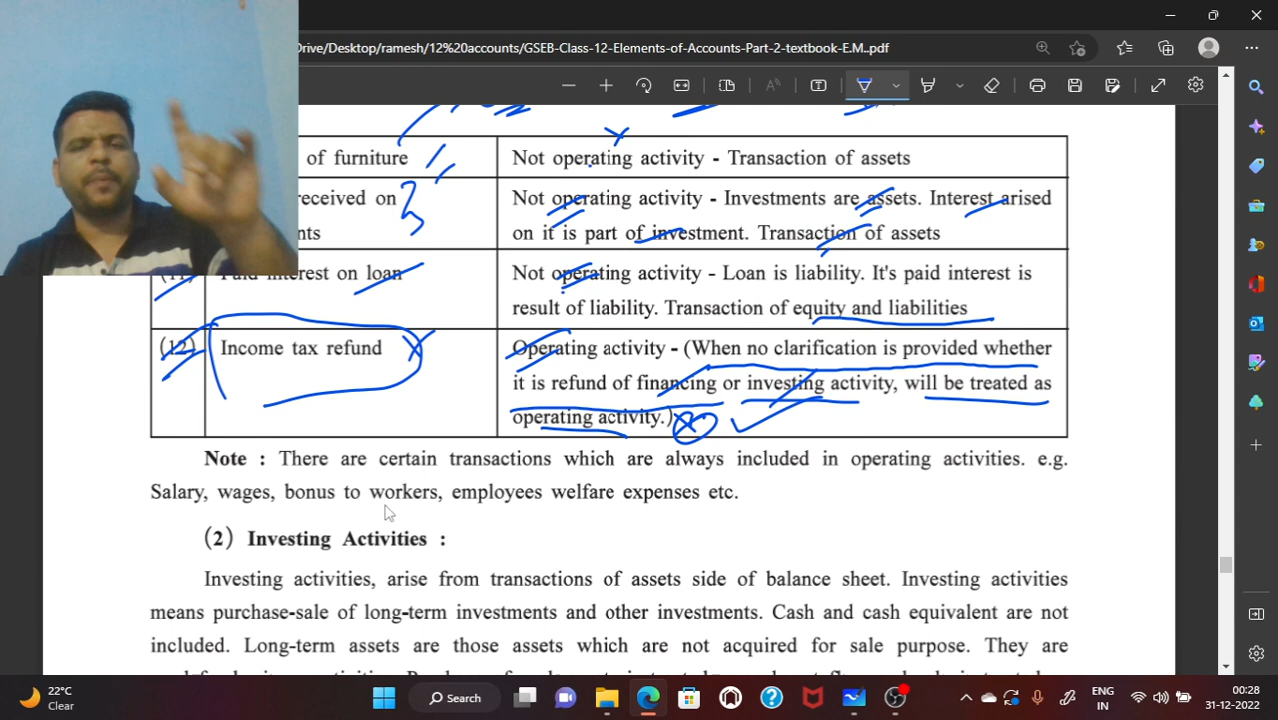 Drive/Desktop/ramesh/12%20accounts/GSEB-Class-12-Elements-of-Accounts-Part-2-textbook-E.M..pdf
of furniture
Not operating activity - Transaction of assets
received on
nts
Not operating activity - Investments are assets. Interest arised
on it is part of investment. Transaction of assets
(11)
Paid interest on loan
Not operating activity - Loan is liability. It's paid interest is
result of liability. Transaction of equity and liabilities
(12)
Income tax refund
Operating activity - (When no clarification is provided whether
it is refund of financing or investing activity, will be treated as
operating activity.)
Note : There are certain transactions which are always included in operating activities. e.g.
Salary, wages, bonus to workers, employees welfare expenses etc.
(2) Investing Activities :
Investing activities, arise from transactions of assets side of balance sheet. Investing activities
means purchase-sale of long-term investments and other investments. Cash and cash equivalent are not
included. Long-term assets are those assets which are not acquired for sale purpose. They are
22°C
Clear
Search
ENG
IN
00:28
31-12-2022